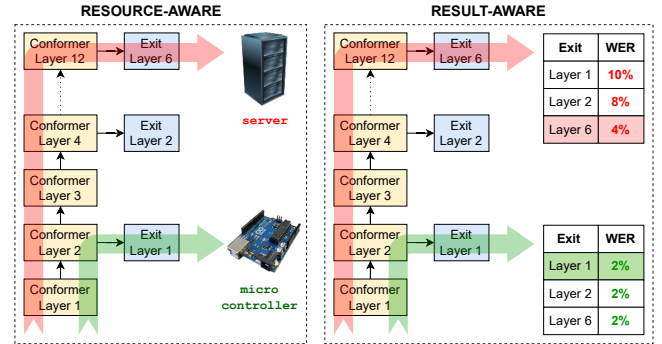 RESOURCE-AWARE
Conformer
Layer 12
Exit
Layer 6
server
Conformer
Layer 4
Exit
Layer 2
Conformer
Layer 3
Conformer
Layer 2
Exit
Layer 1
Conformer
Layer 1
micro
controller
RESULT-AWARE
Conformer
Layer 12
Exit
Layer 6
Conformer
Layer 4
Exit
Layer 2
Conformer
Layer 3
Conformer
Layer 2
Exit
Layer 1
Conformer
Layer 1
Exit WER
Layer 1 10%
Layer 2 8%
Layer 6 4%
Exit WER
Layer 1 2%
Layer 2 2%
Layer 6 2%